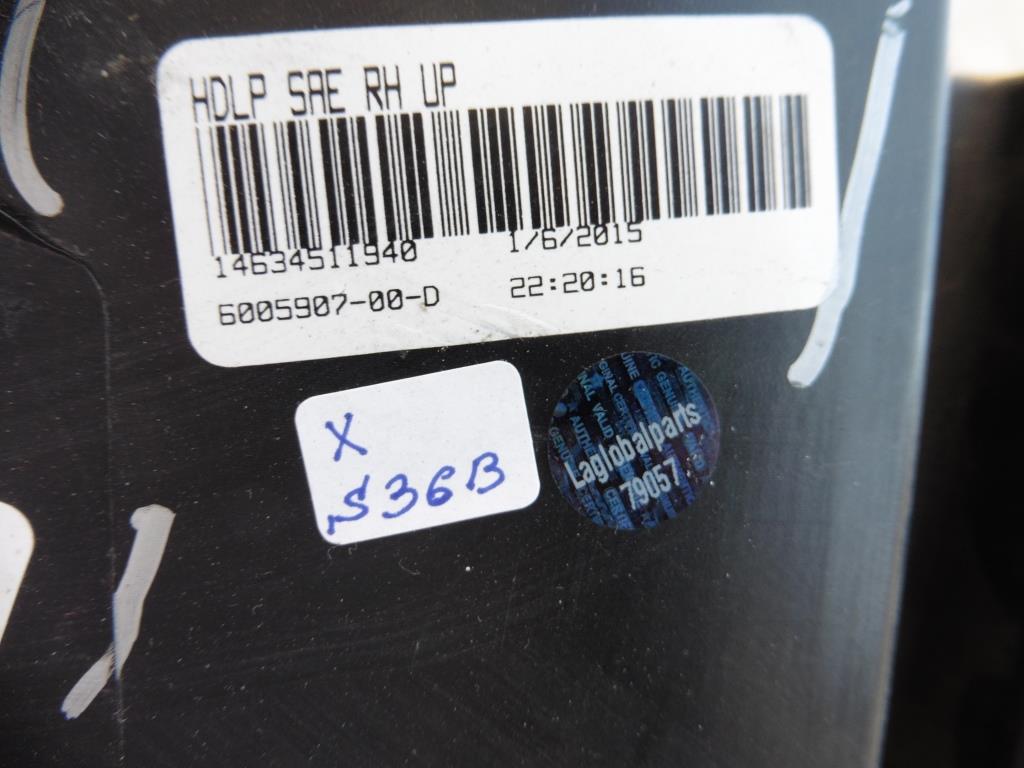 HDLP SAE RH UP
14634511940 1/6/2015
6005907-00-D 22:20:16
X
S36B
Laglobalparts
79057